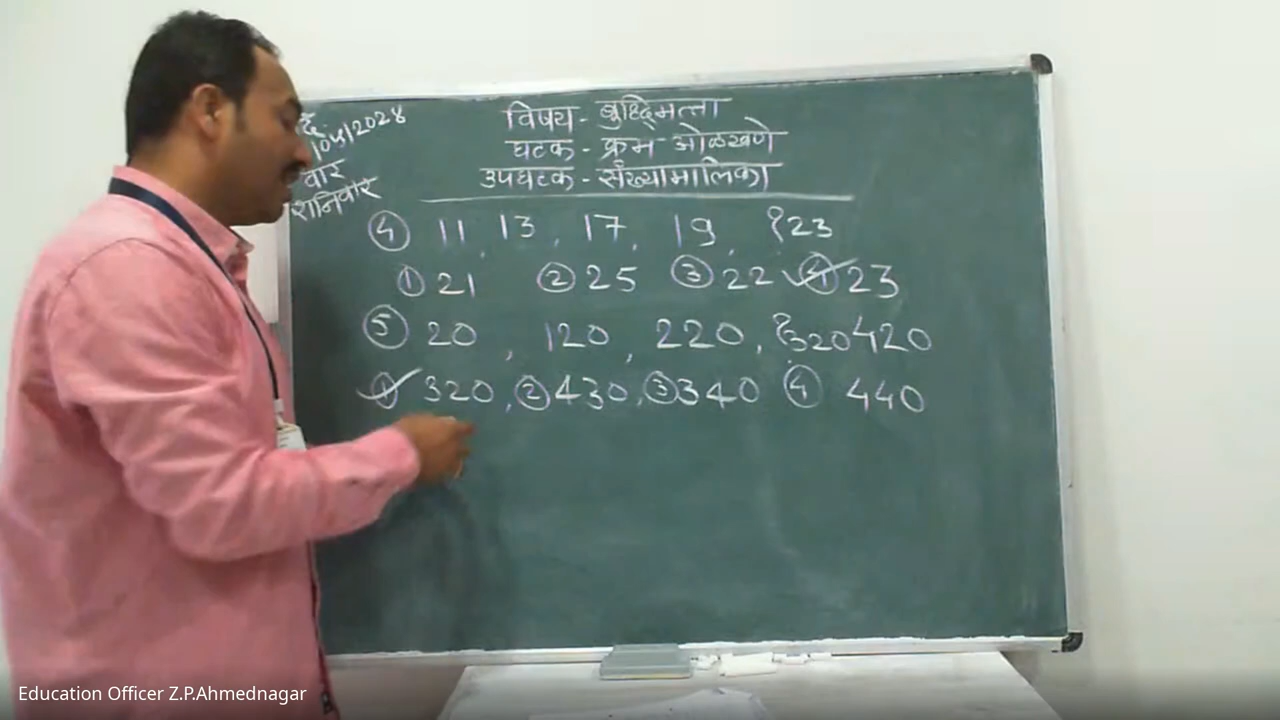 /04/2024
वार
शनिवार
विषय - बुध्दिमत्ता
घटक - क्रम ओळखणे
उपघटक - संख्यामालिका
④ 11, 13, 17, 19, ? 23
① 21 ② 25 ③ 22 ④ 23
⑤ 20, 120, 220, ? 320 420
① 320, ② 430, ③ 340 ④ 440
Education Officer Z.P.Ahmednagar